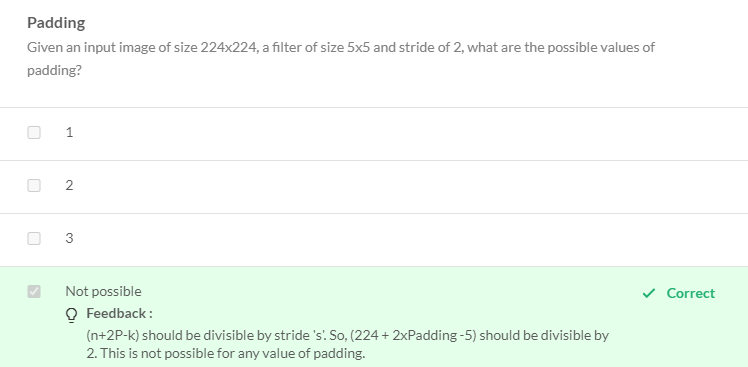 Padding
Given an input image of size 224x224, a filter of size 5x5 and stride of 2, what are the possible values of
padding?
1
2
3
Not possible
Correct
Feedback :
(n+2P-k) should be divisible by stride 's'. So, (224 + 2xPadding -5) should be divisible by
2. This is not possible for any value of padding.